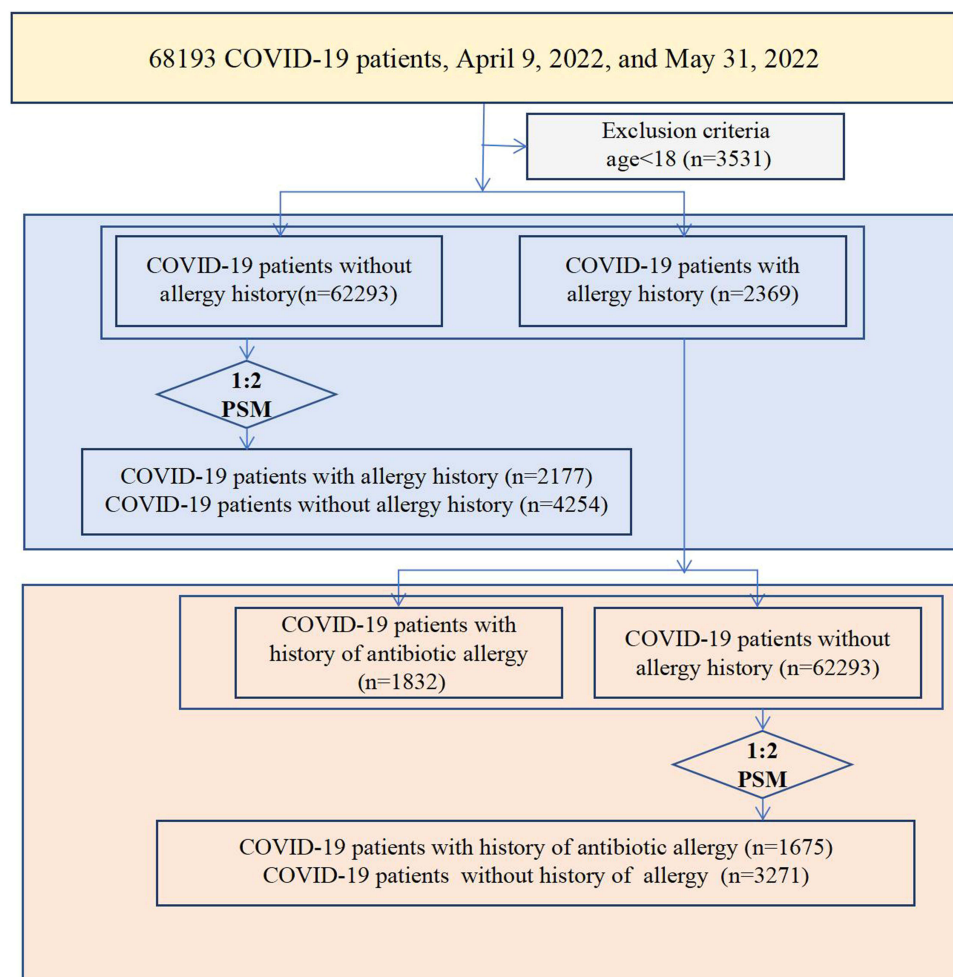 68193 COVID-19 patients, April 9, 2022, and May 31, 2022
Exclusion criteria
age<18 (n=3531)
COVID-19 patients without
allergy history(n=62293)
COVID-19 patients with
allergy history (n=2369)
1:2
PSM
COVID-19 patients with allergy history (n=2177)
COVID-19 patients without allergy history (n=4254)
COVID-19 patients with
history of antibiotic allergy
(n=1832)
COVID-19 patients without
allergy history (n=62293)
1:2
PSM
COVID-19 patients with history of antibiotic allergy (n=1675)
COVID-19 patients  without history of  allergy  (n=3271)